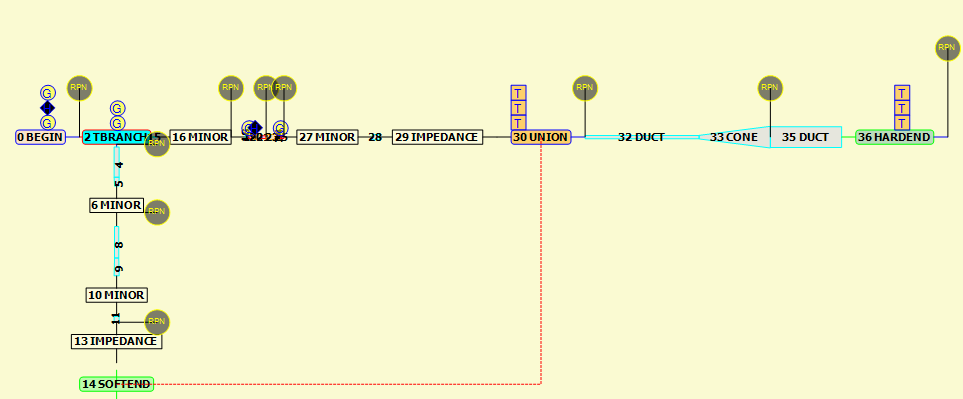 RPN
G
RPN
RPN
RPN
RPN
RPN
RPN
G
T
T
T
G
G
T
T
T
G
G
G
T
T
0 BEGIN
2 TBRANCH
16 MINOR
27 MINOR
28
29 IMPEDANCE
30 UNION
32 DUCT
33 CONE
35 DUCT
36 HARDEND
RPN
4
5
6 MINOR
RPN
8
9
10 MINOR
11
RPN
13 IMPEDANCE
14 SOFTEND